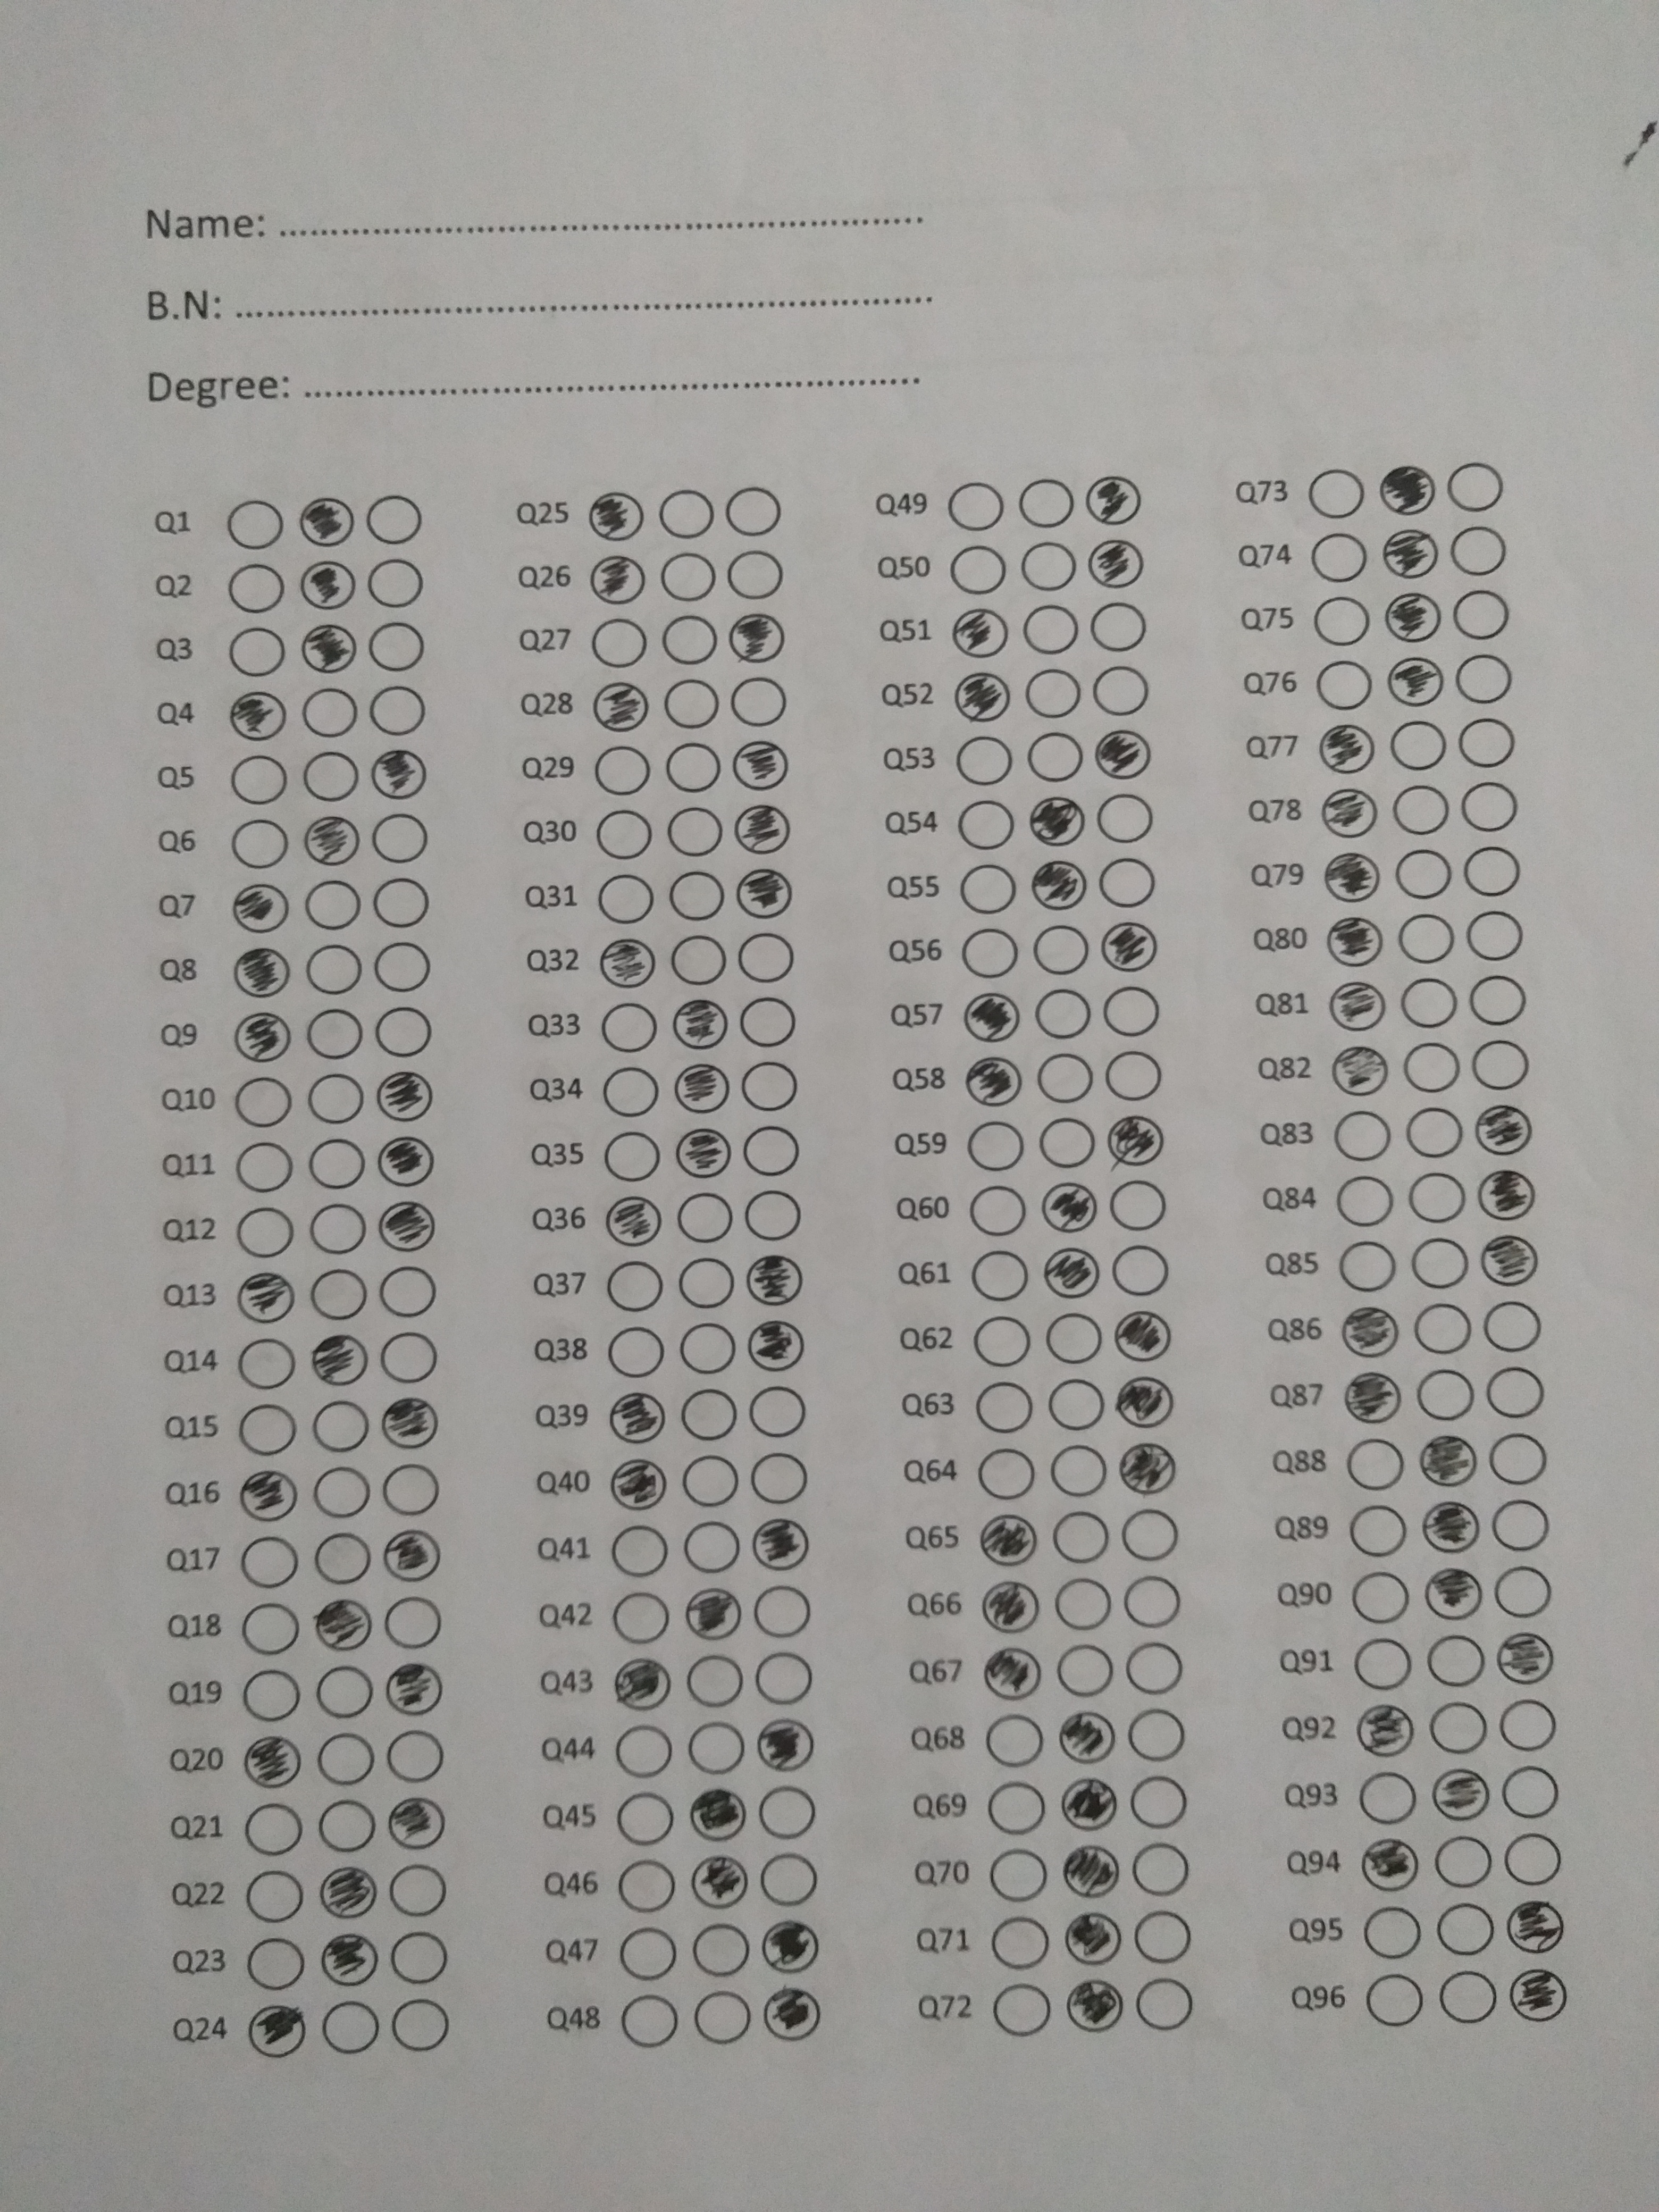 Name: ................................................................
B.N: ......................................................................
Degree: ..............................................................
Q1
Q2
Q3
Q4
Q5
Q6
Q7
Q8
Q9
Q10
Q11
Q12
Q13
Q14
Q15
Q16
Q17
Q18
Q19
Q20
Q21
Q22
Q23
Q24
Q25
Q26
Q27
Q28
Q29
Q30
Q31
Q32
Q33
Q34
Q35
Q36
Q37
Q38
Q39
Q40
Q41
Q42
Q43
Q44
Q45
Q46
Q47
Q48
Q49
Q50
Q51
Q52
Q53
Q54
Q55
Q56
Q57
Q58
Q59
Q60
Q61
Q62
Q63
Q64
Q65
Q66
Q67
Q68
Q69
Q70
Q71
Q72
Q73
Q74
Q75
Q76
Q77
Q78
Q79
Q80
Q81
Q82
Q83
Q84
Q85
Q86
Q87
Q88
Q89
Q90
Q91
Q92
Q93
Q94
Q95
Q96